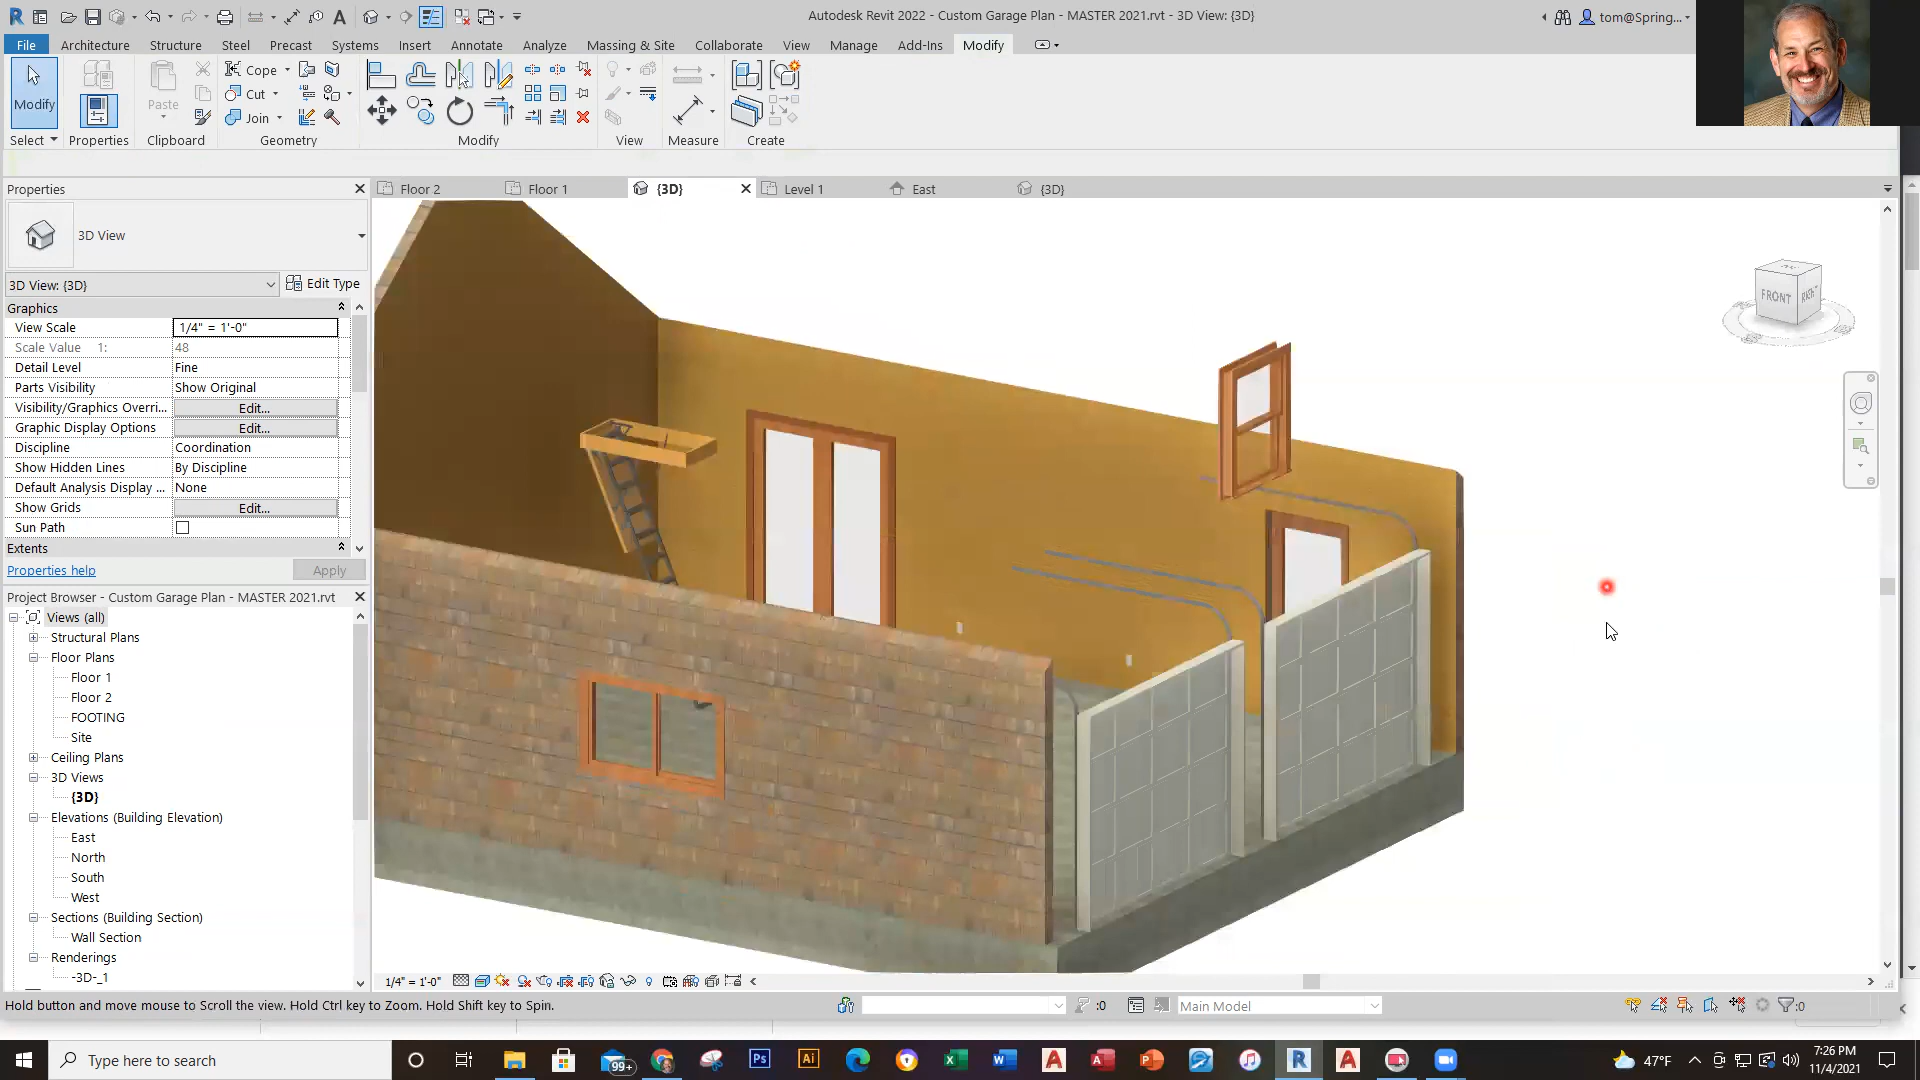 Autodesk Revit 2022 - Custom Garage Plan - MASTER 2021.rvt - 3D View: {3D}
tom@Spring...
File Architecture Structure Steel Precast Systems Insert Annotate Analyze Massing & Site Collaborate View Manage Add-Ins Modify
Modify
Paste
Cope
Cut
Join
Select Properties Clipboard Geometry Modify View Measure Create
Properties
3D View
3D View: {3D}
Edit Type
Graphics
View Scale 1/4" = 1'-0"
Scale Value 1: 48
Detail Level Fine
Parts Visibility Show Original
Visibility/Graphics Overri... Edit...
Graphic Display Options Edit...
Discipline Coordination
Show Hidden Lines By Discipline
Default Analysis Display ... None
Show Grids Edit...
Sun Path
Extents
Properties help Apply
Project Browser - Custom Garage Plan - MASTER 2021.rvt
Views (all)
Structural Plans
Floor Plans
Floor 1
Floor 2
FOOTING
Site
Ceiling Plans
3D Views
{3D}
Elevations (Building Elevation)
East
North
South
West
Sections (Building Section)
Wall Section
Renderings
-3D-_1
Floor 2 Floor 1 {3D} Level 1 East {3D}
FRONT RIGHT
1/4" = 1'-0"
Hold button and move mouse to Scroll the view. Hold Ctrl key to Zoom. Hold Shift key to Spin.
:0
Main Model
:0
Type here to search
99+
Ps
Ai
47°F
7:26 PM
11/4/2021